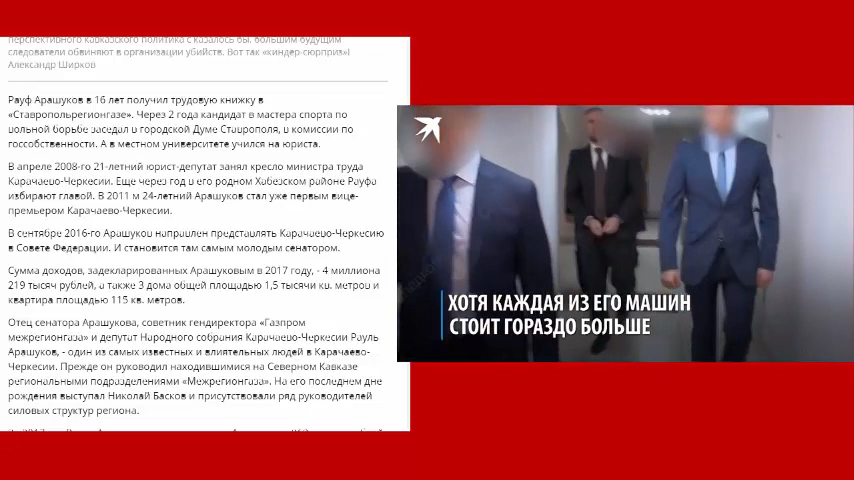 перспективного кавказского политика с казалось бы, большим будущим
следователи обвиняют в организации убийств. Вот так «киндер-сюрприз»!
Александр Ширков
Рауф Арашуков в 16 лет получил трудовую книжку в
«Ставропольрегионгазе». Через 2 года кандидат в мастера спорта по
вольной борьбе заседал в городской Думе Ставрополя, в комиссии по
госсобственности. А в местном университете учился на юриста.
В апреле 2008-го 21-летний юрист-депутат занял кресло министра труда
Карачаево-Черкесии. Еще через год в его родном Хабезском районе Рауфа
избирают главой. В 2011 м 24-летний Арашуков стал уже первым вице-
премьером Карачаево-Черкесии.
В сентябре 2016-го Арашуков направлен представлять Карачаево-Черкесию
в Совете Федерации. И становится там самым молодым сенатором.
Сумма доходов, задекларированных Арашуковым в 2017 году, - 4 миллиона
219 тысяч рублей, а также 3 дома общей площадью 1,5 тысячи кв. метров и
квартира площадью 115 кв. метров.
Отец сенатора Арашукова, советник гендиректора «Газпром
межрегионгаза» и депутат Народного собрания Карачаево-Черкесии Рауль
Арашуков, - один из самых известных и влиятельных людей в Карачаево-
Черкесии. Прежде он руководил находившимися на Северном Кавказе
региональными подразделениями «Межрегионгаза». На его последнем дне
рождения выступал Николай Басков и присутствовали ряд руководителей
силовых структур региона.
ХОТЯ КАЖДАЯ ИЗ ЕГО МАШИН
СТОИТ ГОРАЗДО БОЛЬШЕ